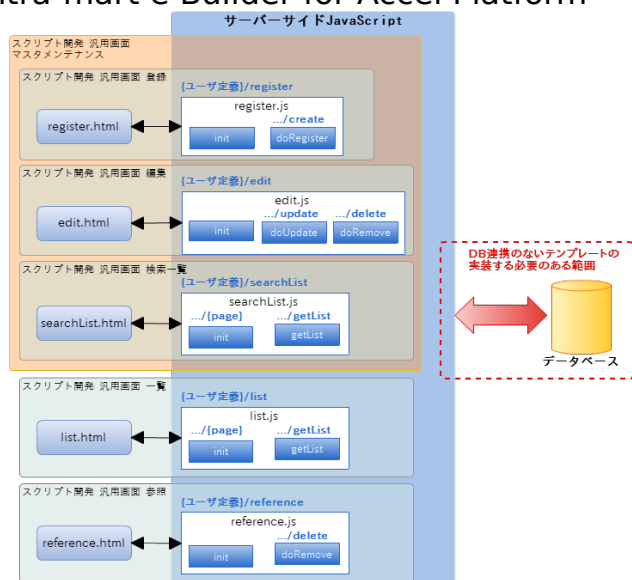 ntra-mart e Builder for Accel Platform
サーバーサイドJavaScript
スクリプト開発 汎用画面
マスタメンテナンス
スクリプト開発 汎用画面 登録
{ユーザ定義}/register
register.html
register.js
.../create
init
doRegister
スクリプト開発 汎用画面 編集
{ユーザ定義}/edit
edit.html
edit.js
.../update
.../delete
init
doUpdate
doRemove
スクリプト開発 汎用画面 検索一覧
{ユーザ定義}/searchList
searchList.html
searchList.js
.../{page}
.../getList
init
getList
DB連携のないテンプレートの
実装する必要のある範囲
データベース
スクリプト開発 汎用画面 一覧
{ユーザ定義}/list
list.html
list.js
.../{page}
.../getList
init
getList
スクリプト開発 汎用画面 参照
{ユーザ定義}/reference
reference.html
reference.js
.../delete
init
doRemove